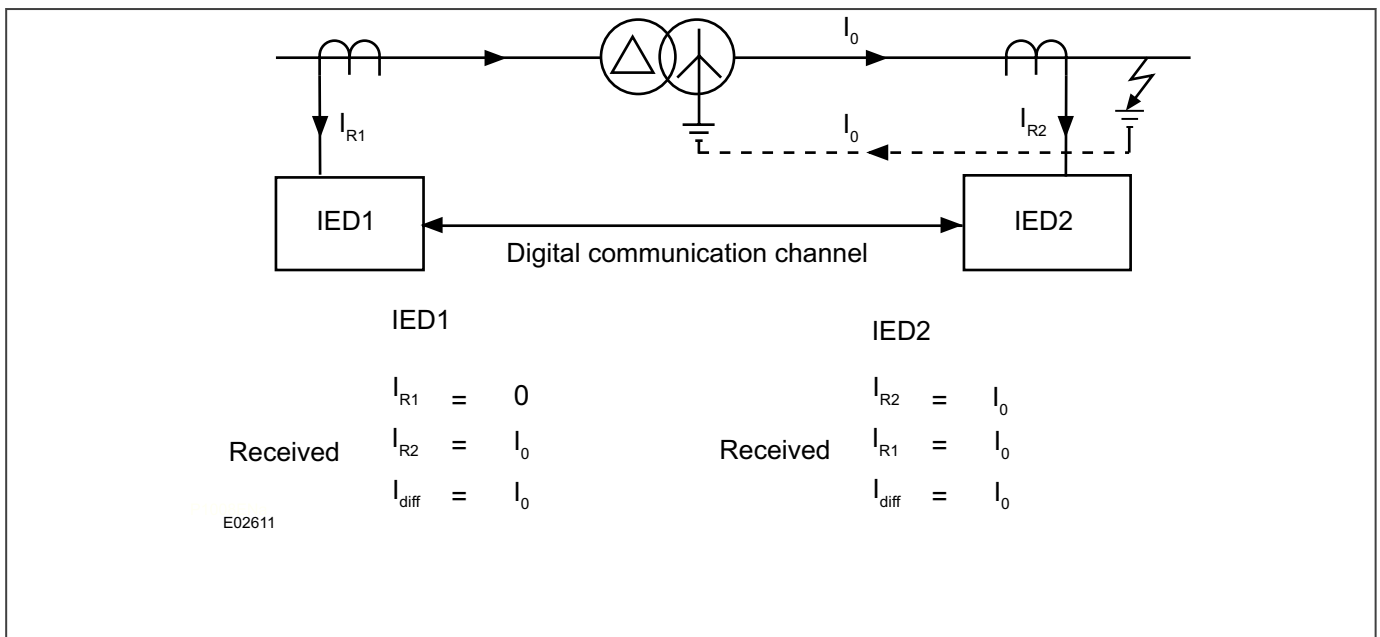 I0
I0
IR1
IR2
IED1
IED2
Digital communication channel
IED1
IED2
IR1 = 0
IR2 = I0
Received
IR2 = I0
Received
IR1 = I0
Idiff = I0
Idiff = I0
E02611